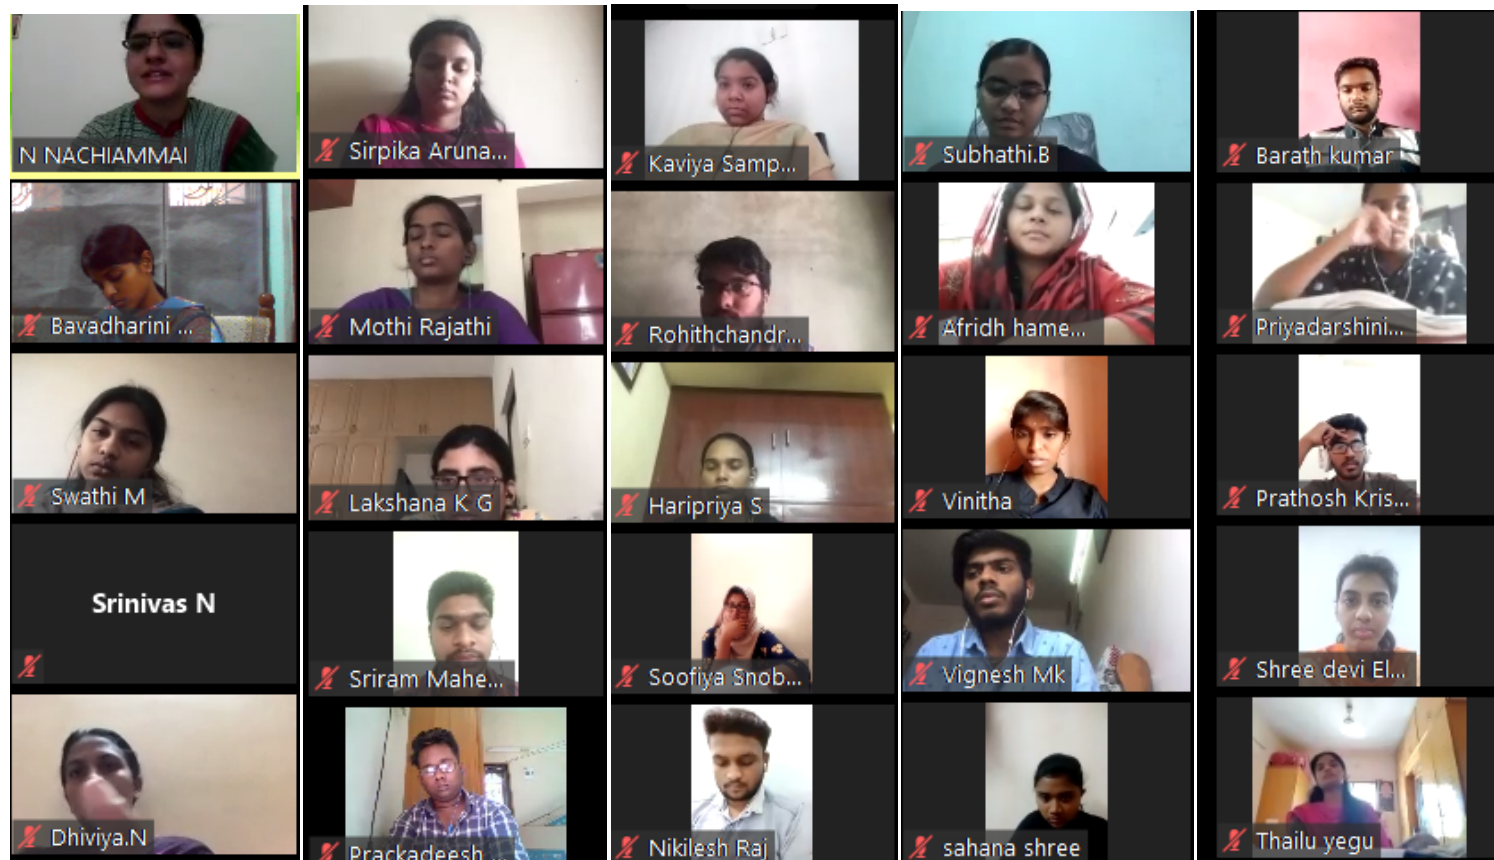 N NACHIAMMAI
Sirpika Aruna...
Kaviya Samp...
Subhathi.B
Barath kumar
Bavadharini ...
Mothi Rajathi
Rohithchandr...
Afridh hame...
Priyadarshini...
Swathi M
Lakshana K G
Haripriya S
Vinitha
Prathosh Kris...
Srinivas N
Sriram Mahe...
Soofiya Snob...
Vignesh Mk
Shree devi El...
Dhiviya.N
Prackadeesh ...
Nikilesh Raj
sahana shree
Thailu yegu